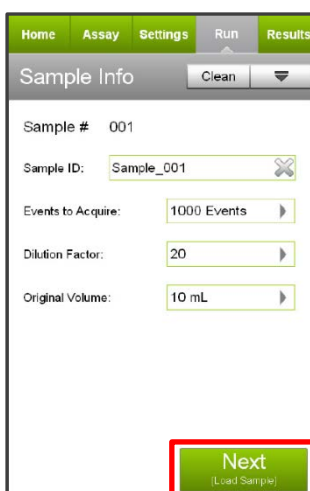 Home Assay Settings Run Results
Sample Info Clean
Sample # 001
Sample ID: Sample_001
Events to Acquire: 1000 Events
Dilution Factor: 20
Original Volume: 10 mL
Next
[Load Sample]